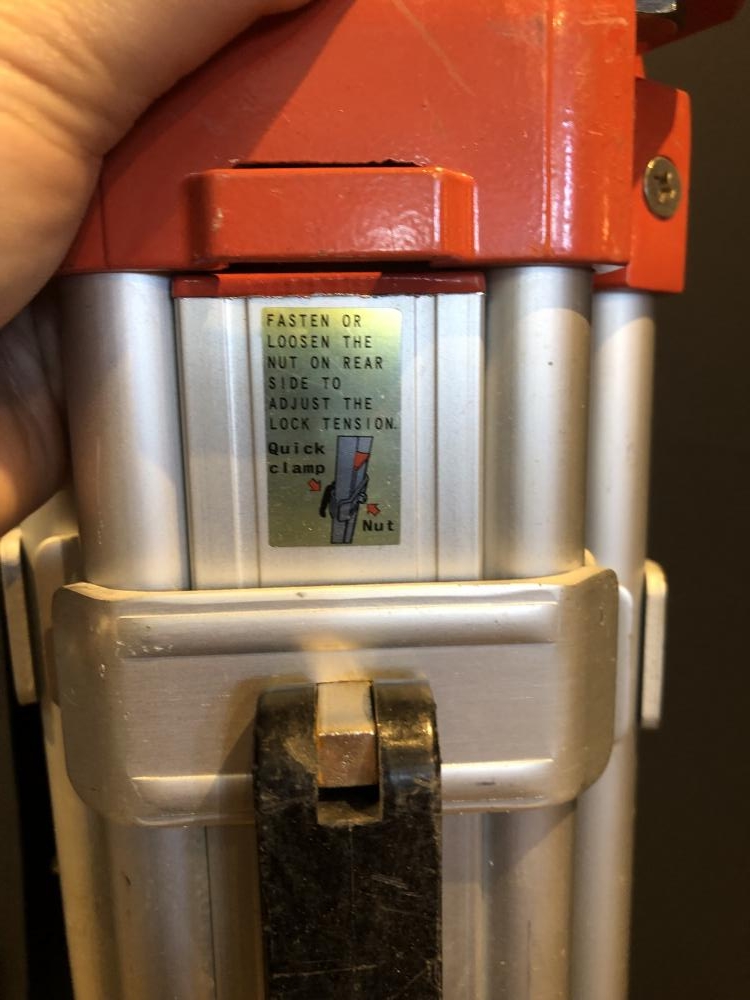 FASTEN OR
LOOSEN THE
NUT ON REAR
SIDE TO
ADJUST THE
LOCK TENSION.
Quick
clamp
Nut